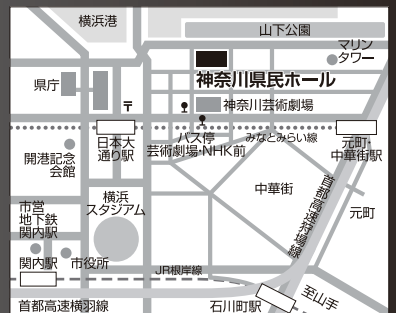 横浜港
山下公園
マリン
タワー
神奈川県民ホール
県庁
〒
神奈川芸術劇場
バス停
芸術劇場・NHK前
みなとみらい線
日本大
通り駅
元町・
中華街駅
開港記念
会館
中華街
首都高速狩場線
元町
横浜
スタジアム
市営
地下鉄
関内駅
関内駅
市役所
JR根岸線
首都高速横羽線
石川町駅
至山手